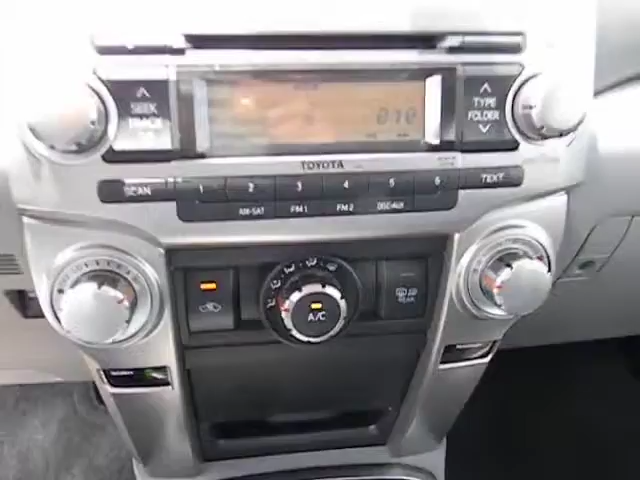 SEEK TYPE
TRACK FOLDER
010
TOYOTA
SCAN 1 2 3 4 5 6 TEXT
AM·SAT FM 1 FM 2 DISC·AUX
A/C
REAR